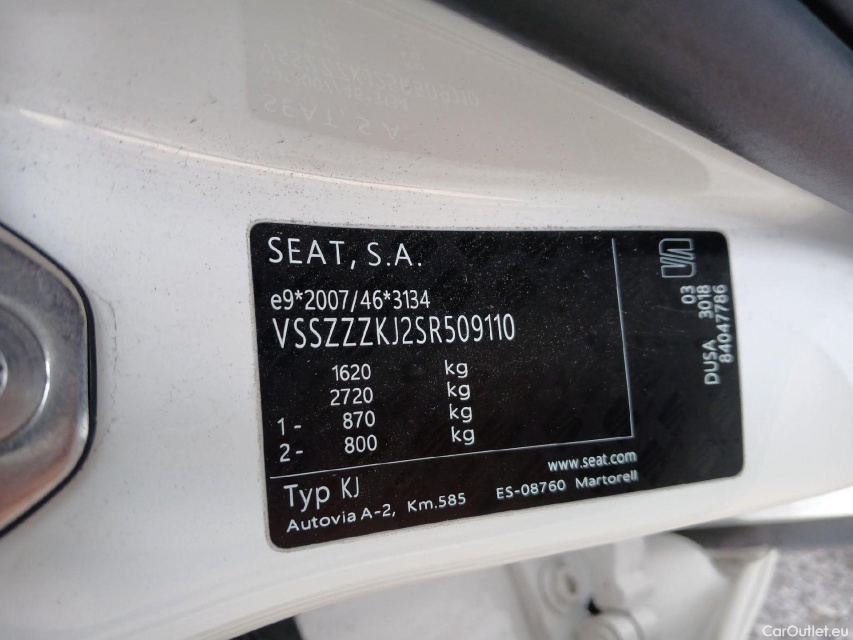 SEAT, S.A.
e9*2007/46*3134
VSSZZZKJ2SR509110
1620 kg
2720 kg
1- 870 kg
2- 800 kg
www.seat.com
Typ KJ
Autovia A-2, Km.585 ES-08760 Martorell
03
DUSA 3018
84047786
CarOutlet.eu